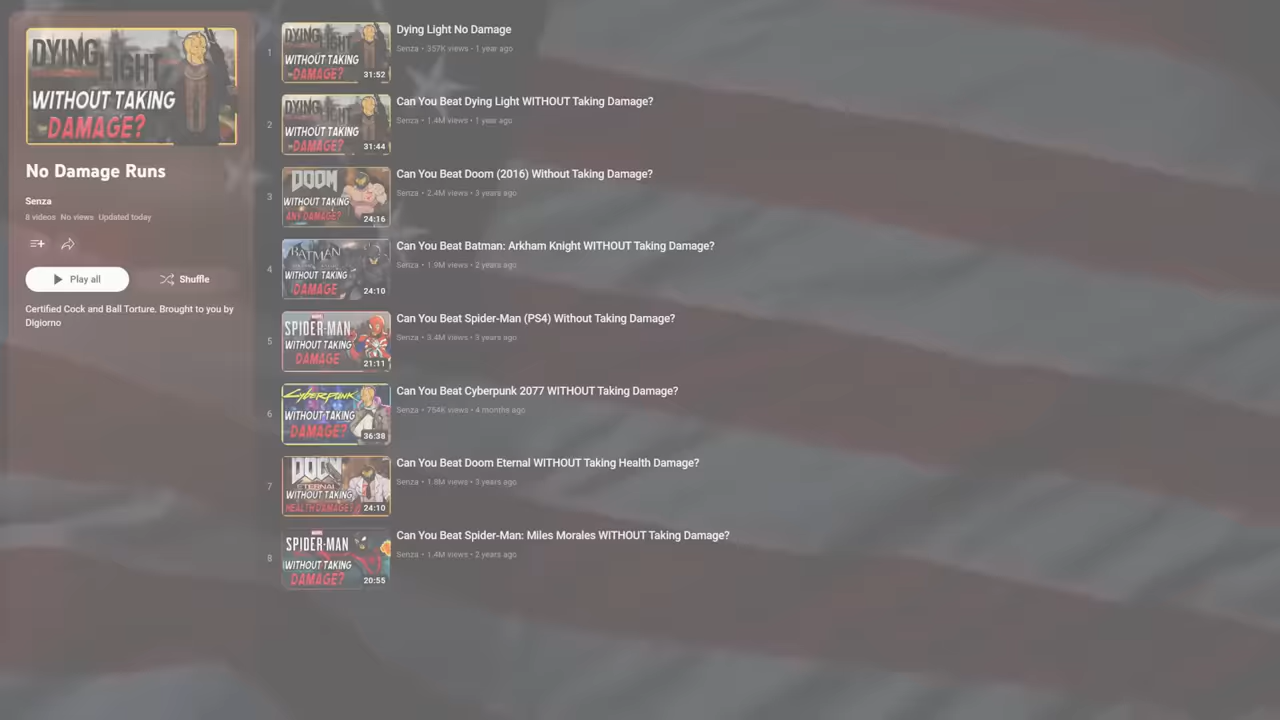 DYING
LIGHT
WITHOUT TAKING
DAMAGE?
No Damage Runs
Senza
8 videos No views Updated today
Play all
Shuffle
Certified Cock and Ball Torture. Brought to you by
Digiorno
1
DYING
LIGHT
WITHOUT TAKING
DAMAGE?
31:52
Dying Light No Damage
Senza • 357K views • 1 year ago
2
DYING
LIGHT
WITHOUT TAKING
DAMAGE?
31:44
Can You Beat Dying Light WITHOUT Taking Damage?
Senza • 1.4M views • 1 year ago
3
DOOM
WITHOUT TAKING
ANY DAMAGE?
24:16
Can You Beat Doom (2016) Without Taking Damage?
Senza • 2.4M views • 3 years ago
4
BATMAN
WITHOUT TAKING
DAMAGE
24:10
Can You Beat Batman: Arkham Knight WITHOUT Taking Damage?
Senza • 1.9M views • 2 years ago
5
MARVEL
SPIDER-MAN
WITHOUT TAKING
DAMAGE
21:11
Can You Beat Spider-Man (PS4) Without Taking Damage?
Senza • 3.4M views • 3 years ago
6
CYBERPUNK
WITHOUT TAKING
DAMAGE?
36:38
Can You Beat Cyberpunk 2077 WITHOUT Taking Damage?
Senza • 754K views • 4 months ago
7
DOOM
ETERNAL
WITHOUT TAKING
HEALTH DAMAGE?
24:10
Can You Beat Doom Eternal WITHOUT Taking Health Damage?
Senza • 1.8M views • 3 years ago
8
MARVEL
SPIDER-MAN
WITHOUT TAKING
DAMAGE?
20:55
Can You Beat Spider-Man: Miles Morales WITHOUT Taking Damage?
Senza • 1.4M views • 2 years ago